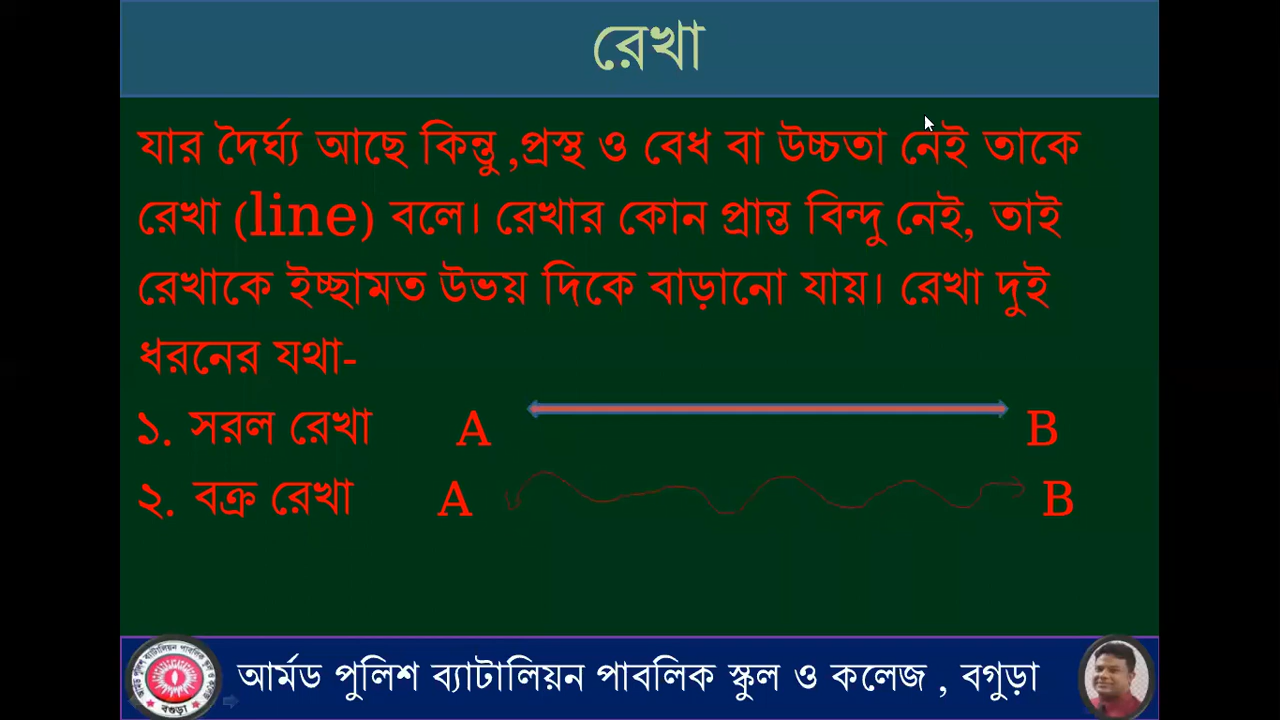 রেখা
যার দৈর্ঘ্য আছে কিন্তু ,প্রস্থ ও বেধ বা উচ্চতা নেই তাকে
রেখা (line) বলে। রেখার কোন প্রান্ত বিন্দু নেই, তাই
রেখাকে ইচ্ছামত উভয় দিকে বাড়ানো যায়। রেখা দুই
ধরনের যথা-
১. সরল রেখা A B
২. বক্র রেখা A B
আর্মড পুলিশ ব্যাটালিয়ন পাবলিক স্কুল ও কলেজ , বগুড়া
বগুড়া